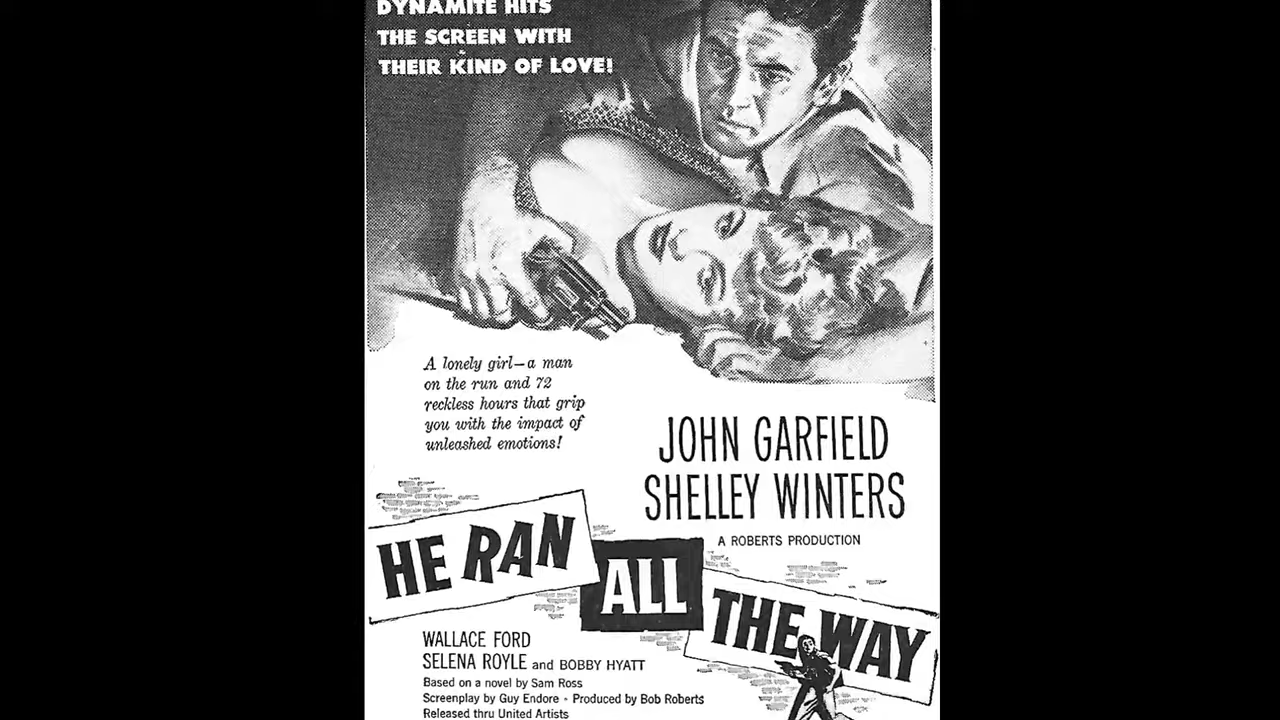 DYNAMITE HITS
THE SCREEN WITH
THEIR KIND OF LOVE!
A lonely girl—a man
on the run and 72
reckless hours that grip
you with the impact of
unleashed emotions!
JOHN GARFIELD
SHELLEY WINTERS
A ROBERTS PRODUCTION
HE RAN
ALL
THE WAY
WALLACE FORD
SELENA ROYLE and BOBBY HYATT
Based on a novel by Sam Ross
Screenplay by Guy Endore • Produced by Bob Roberts
Released thru United Artists